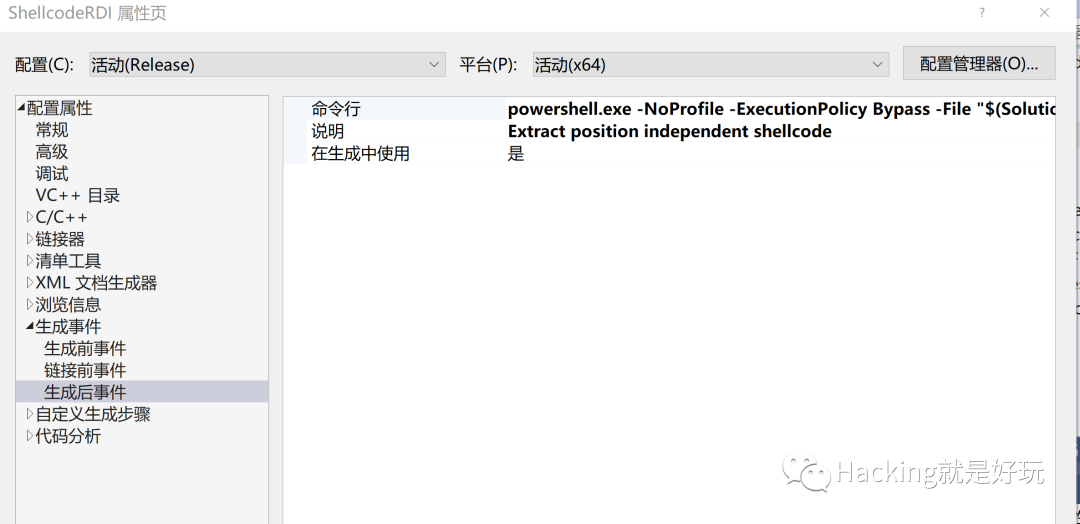 ShellcodeRDI 属性页
配置(C): 活动(Release) 平台(P): 活动(x64) 配置管理器(O)...
配置属性
常规
高级
调试
VC++ 目录
C/C++
链接器
清单工具
XML 文档生成器
浏览信息
生成事件
生成前事件
链接前事件
生成后事件
自定义生成步骤
代码分析
命令行 powershell.exe -NoProfile -ExecutionPolicy Bypass -File "$(Solutic
说明 Extract position independent shellcode
在生成中使用 是
Hacking就是好玩